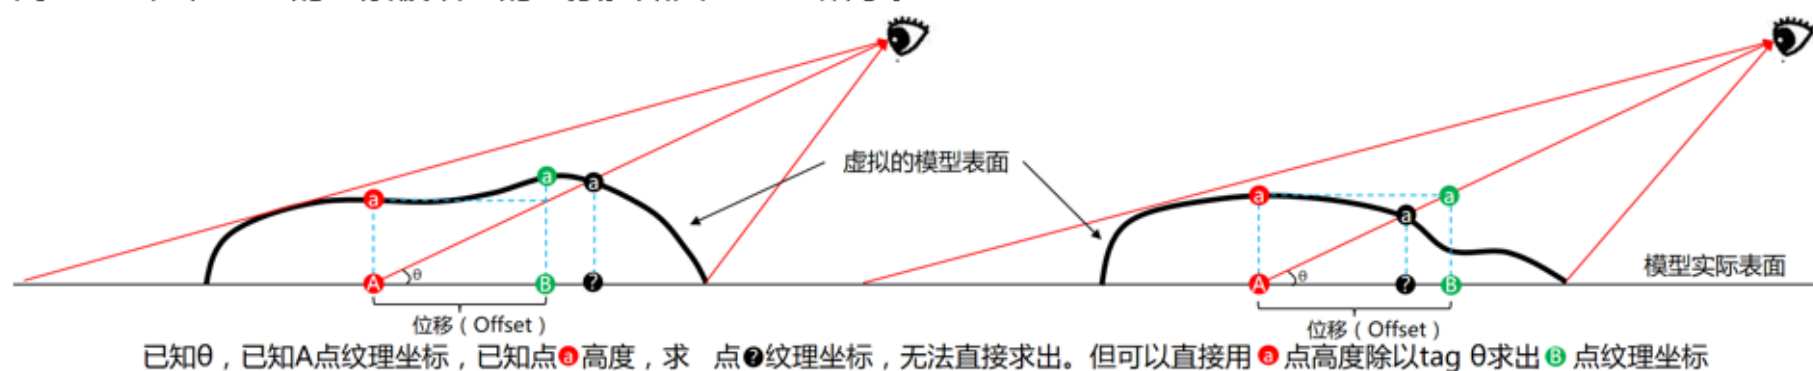 虚拟的模型表面
模型实际表面
a a a a a a
θ θ
A B ? A ? B
位移（Offset） 位移（Offset）
已知θ，已知A点纹理坐标，已知点a高度，求 点?纹理坐标，无法直接求出。但可以直接用 a 点高度除以tag θ求出 B 点纹理坐标